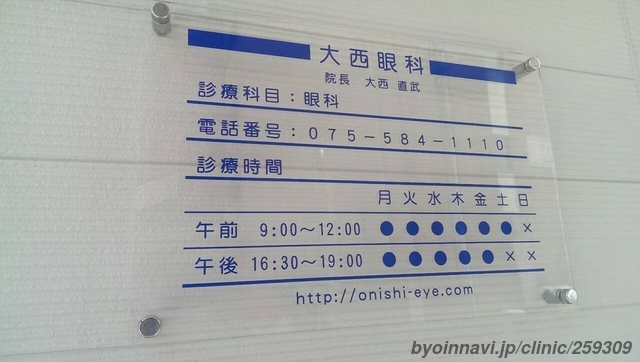 大西眼科
院長 大西 直武
診療科目：眼科
電話番号：075-584-1110
診療時間
月 火 水 木 金 土 日
午前 9:00～12:00 ● ● ● ● ● ● ×
午後 16:30～19:00 ● ● ● ● ● × ×
http://onishi-eye.com
byoinnavi.jp/clinic/259309